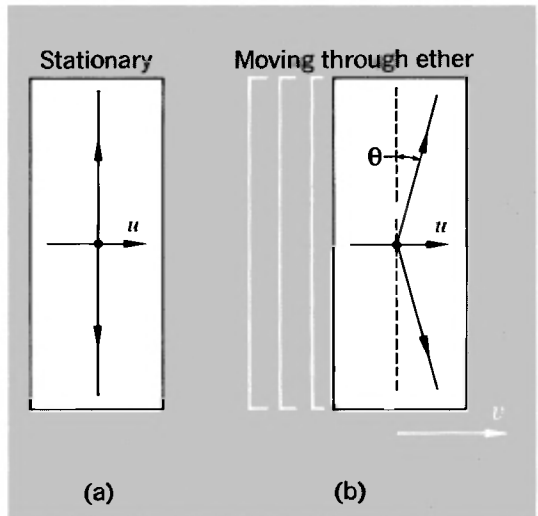 Stationary
Moving through ether
θ
u
u
v
(a)
(b)